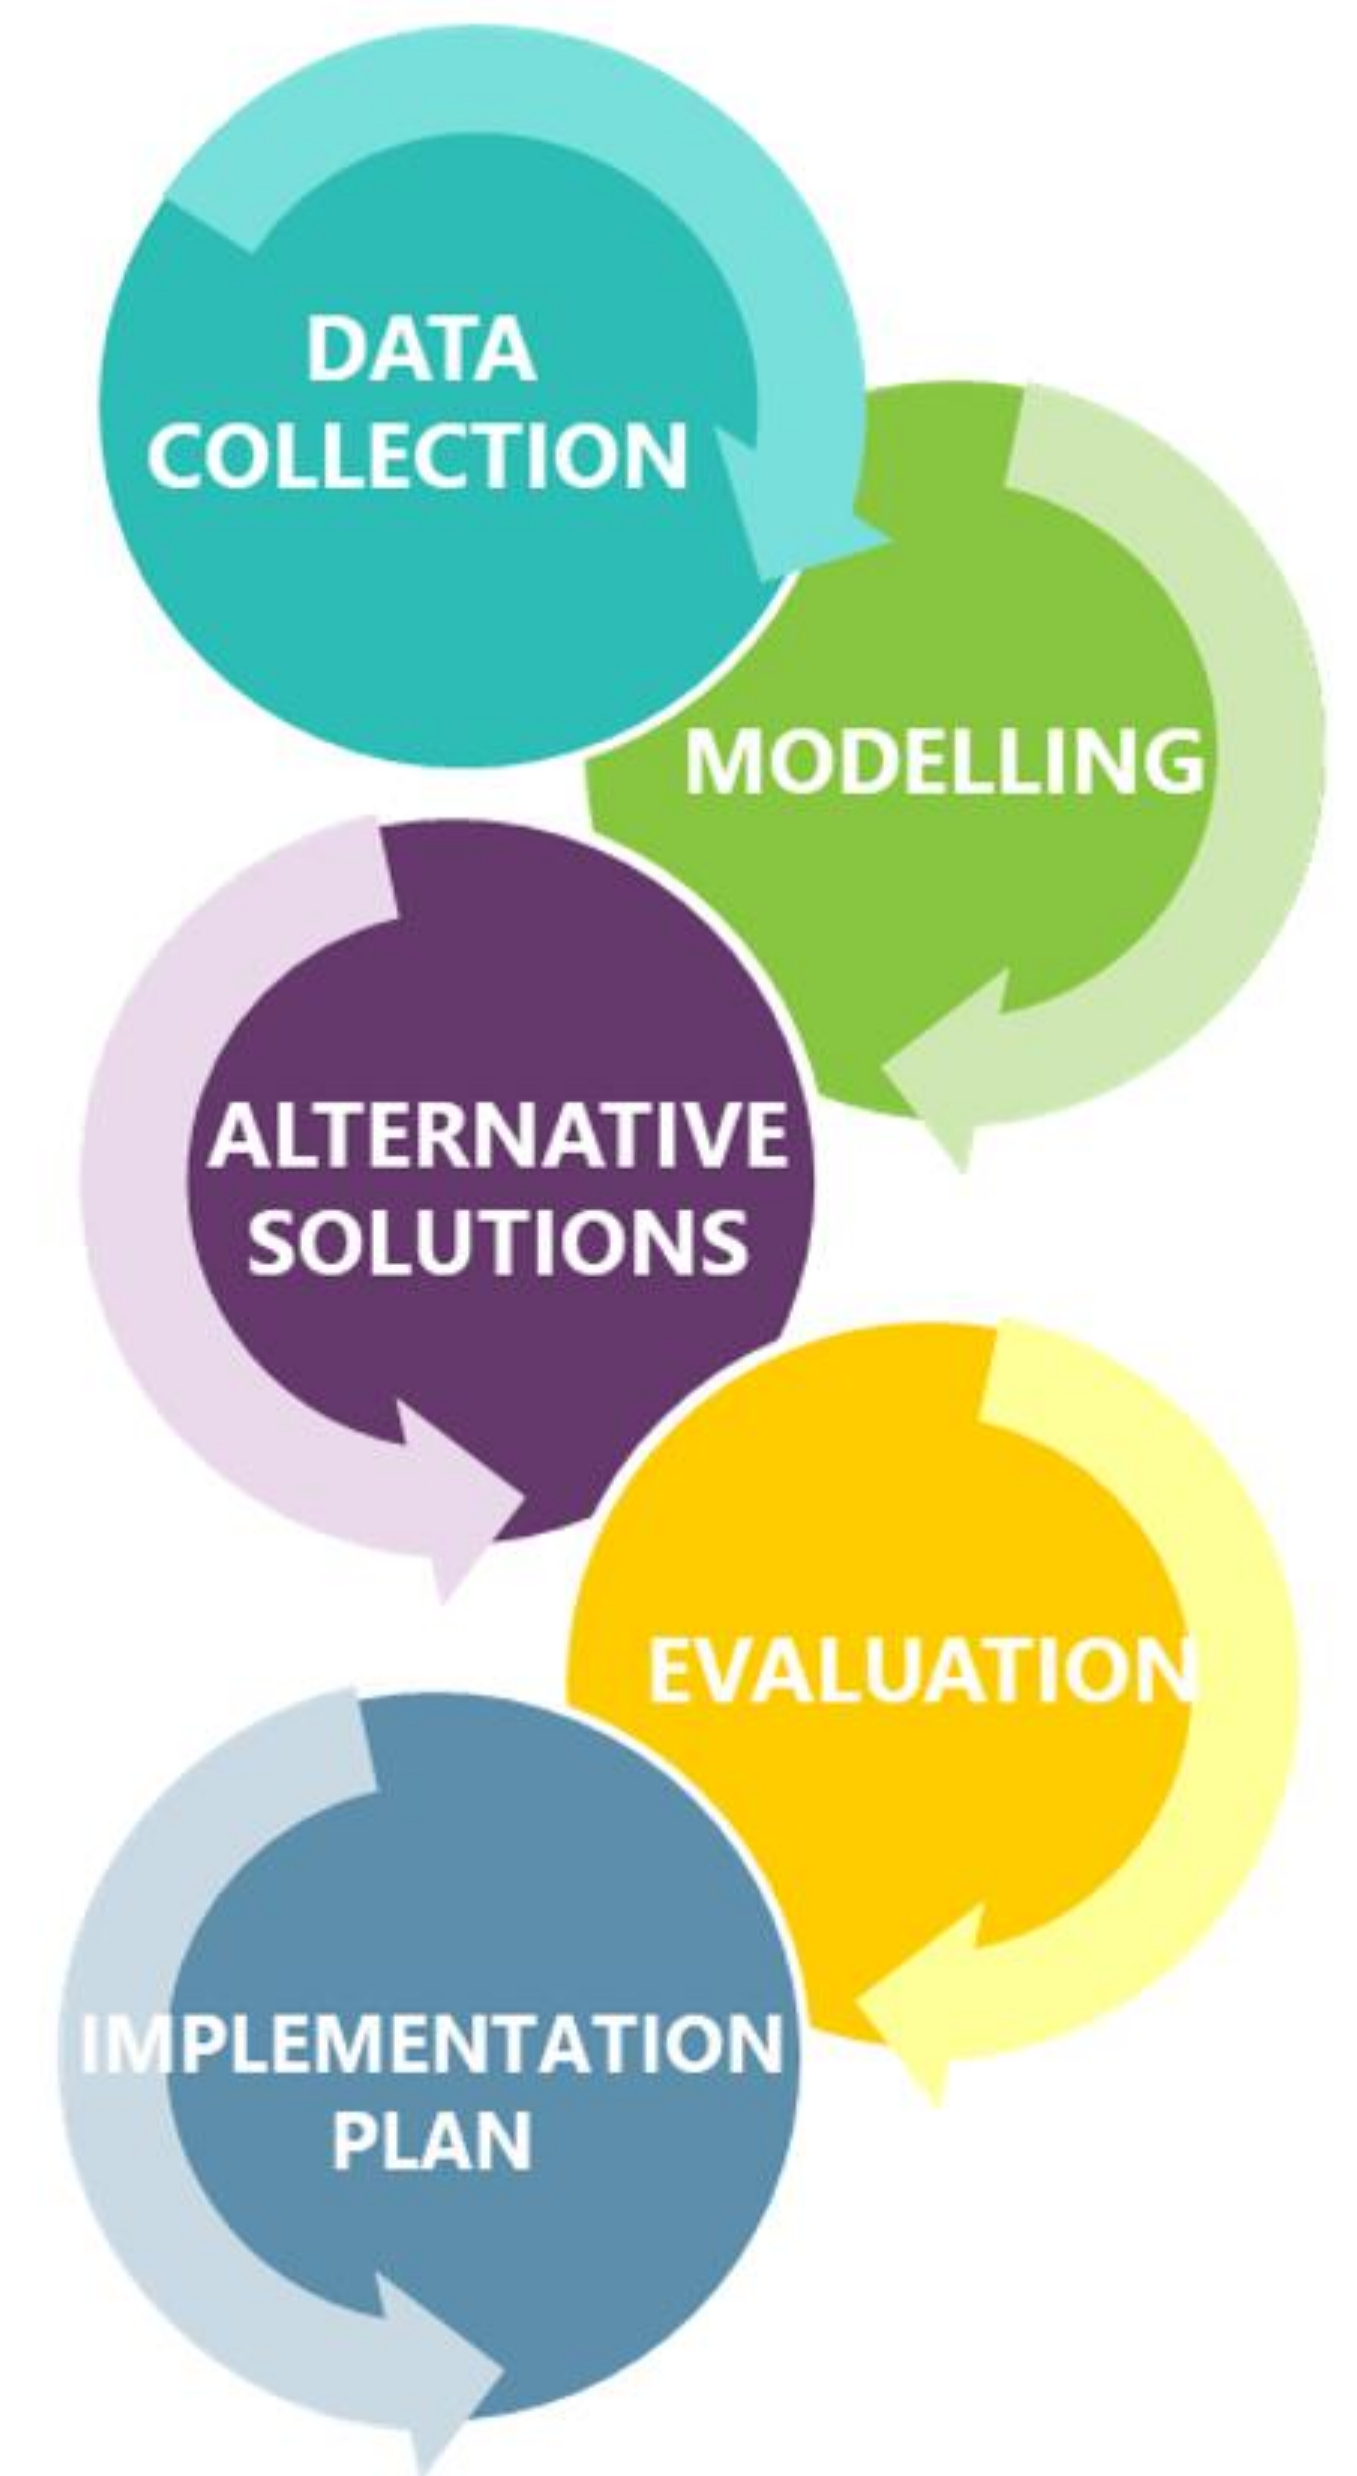 DATA
COLLECTION
MODELLING
ALTERNATIVE
SOLUTIONS
EVALUATION
IMPLEMENTATION
PLAN